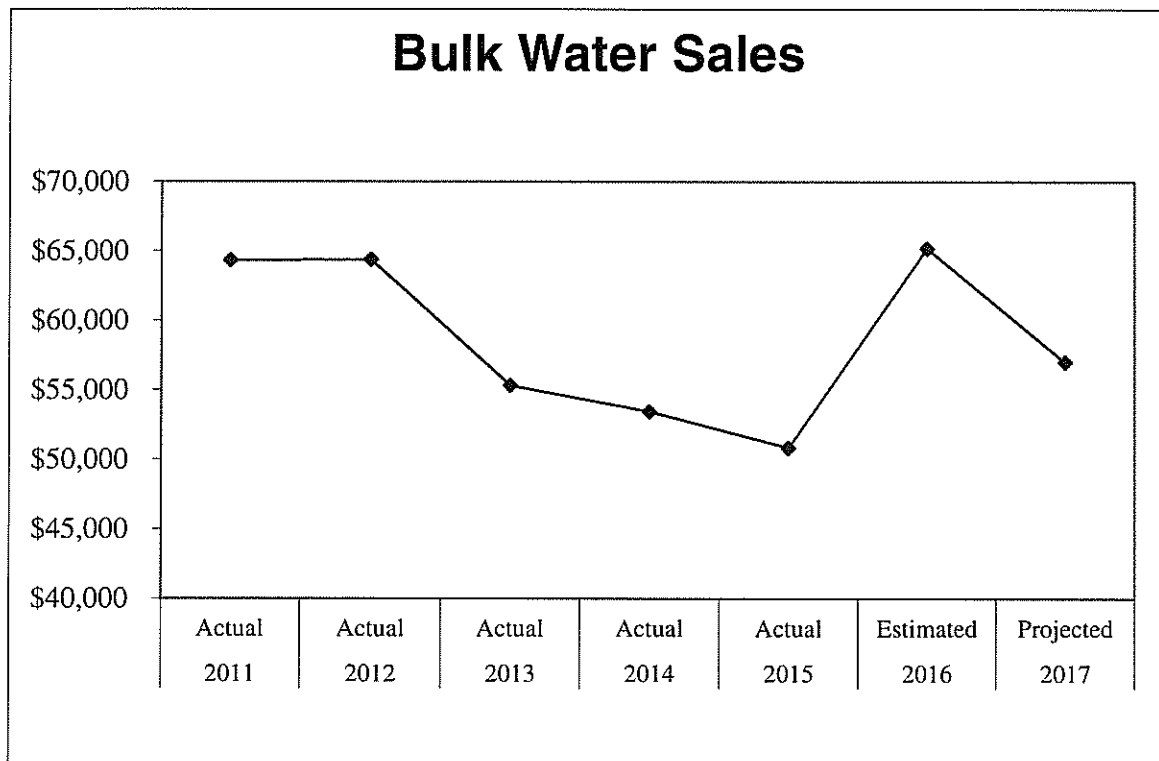 Bulk Water Sales
$70,000
$65,000
$60,000
$55,000
$50,000
$45,000
$40,000
Actual Actual Actual Actual Actual Estimated Projected
2011 2012 2013 2014 2015 2016 2017